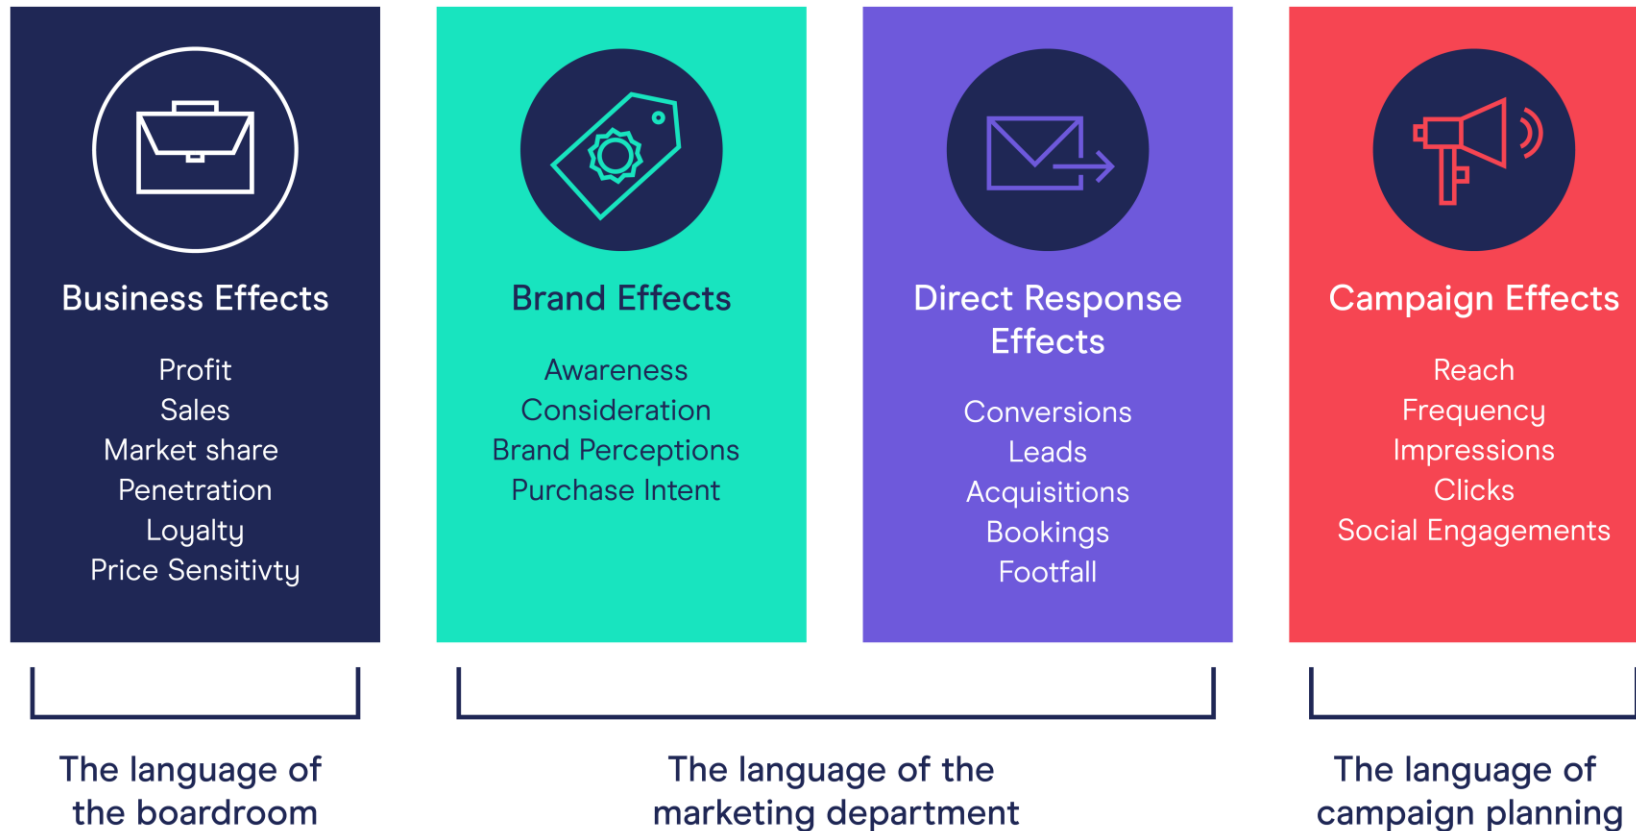 Business Effects
Profit
Sales
Market share
Penetration
Loyalty
Price Sensitivty
The language of
the boardroom
Brand Effects
Awareness
Consideration
Brand Perceptions
Purchase Intent
Direct Response
Effects
Conversions
Leads
Acquisitions
Bookings
Footfall
The language of the
marketing department
Campaign Effects
Reach
Frequency
Impressions
Clicks
Social Engagements
The language of
campaign planning